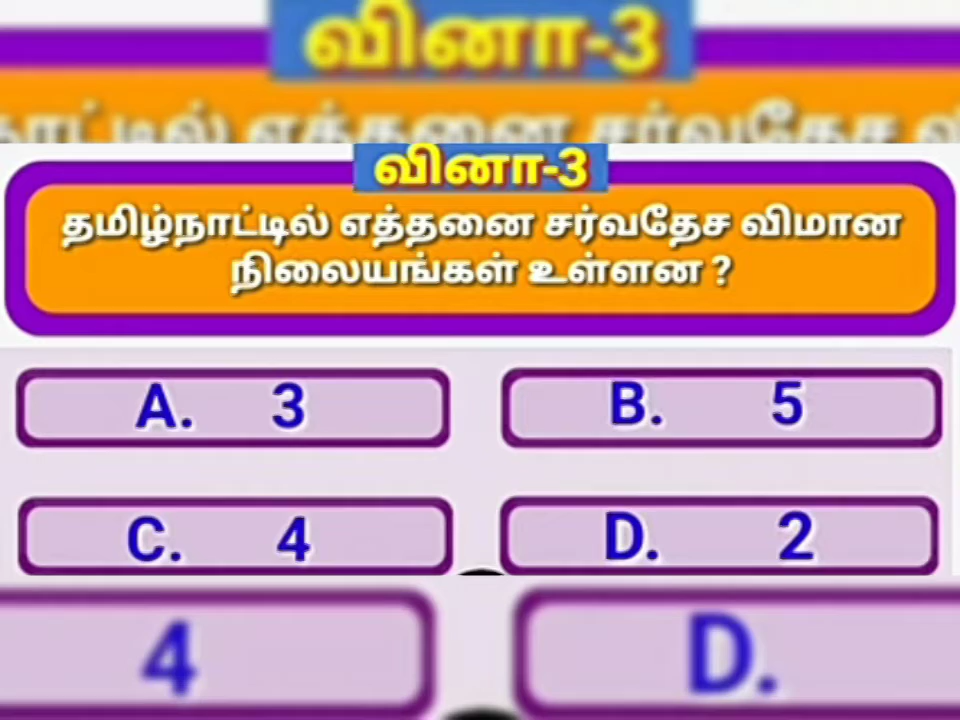 வினா-3
வினா-3
தமிழ்நாட்டில் எத்தனை சர்வதேச விமான
நிலையங்கள் உள்ளன ?
A. 3
B. 5
C. 4
D. 2
4
D.